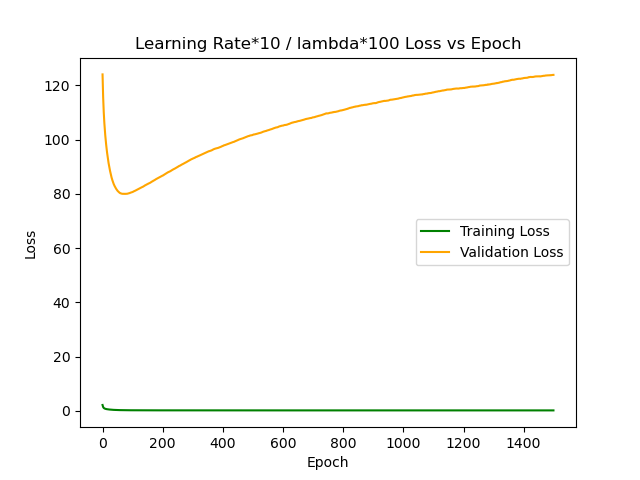 Learning Rate*10 / lambda*100 Loss vs Epoch
120
100
80
60
40
20
0
Loss
Training Loss
Validation Loss
0 200 400 600 800 1000 1200 1400
Epoch